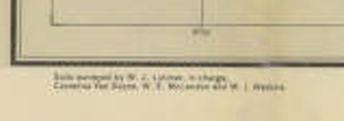 Soils surveyed by W. J. Latimer, in charge,
Cornelius Van Duyne, W. E. McLendon and W. I. Watkins